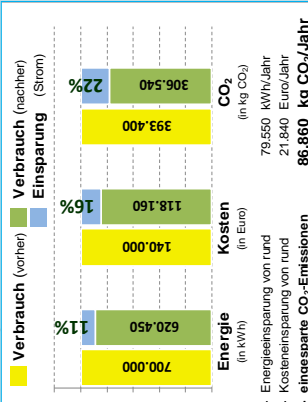 Verbrauch (vorher)
Verbrauch (nachher)
Einsparung (Strom)
11%
16%
22%
700.000
620.450
140.000
118.160
393.400
306.540
Energie
(in kWh)
Kosten
(in Euro)
CO₂
(in kg CO₂)
Energieeinsparung von rund 79.550 kWh/Jahr
Kosteneinsparung von rund 21.840 Euro/Jahr
eingesparte CO₂-Emissionen 86.860 kg CO₂/Jahr